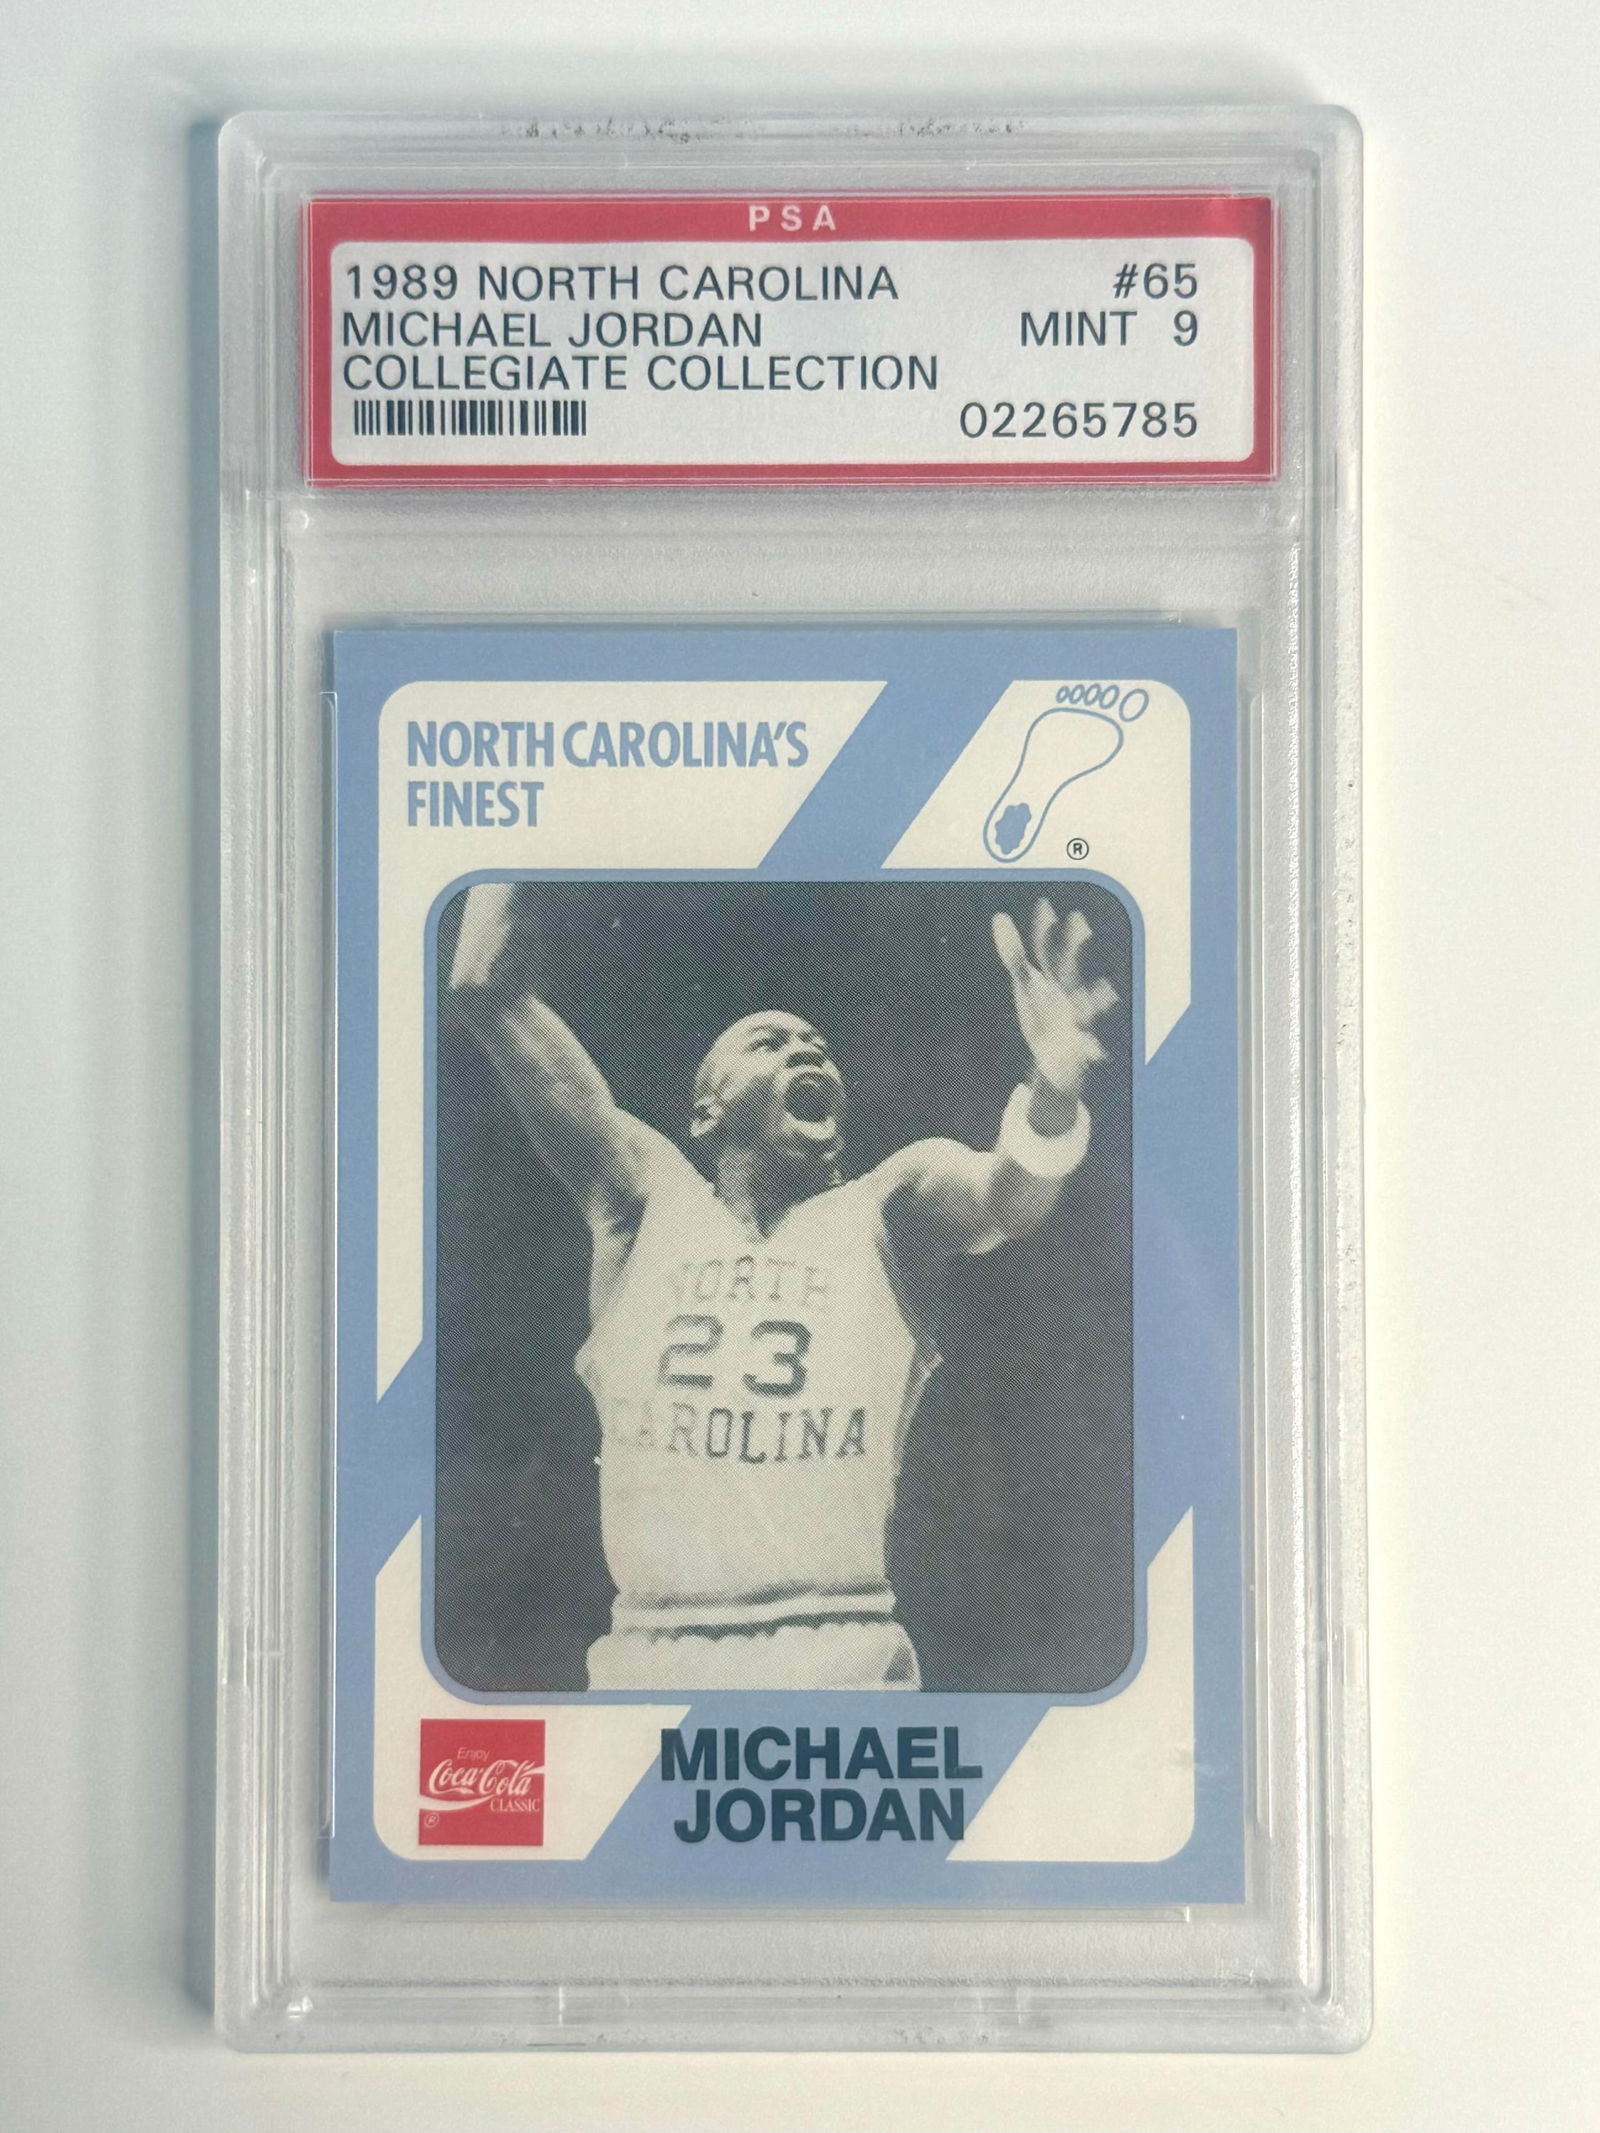 PSA
1989 NORTH CAROLINA #65
MICHAEL JORDAN MINT 9
COLLEGIATE COLLECTION
02265785
NORTH CAROLINA'S
FINEST
®
NORTH
23
CAROLINA
Enjoy
Coca-Cola
CLASSIC
®
MICHAEL
JORDAN